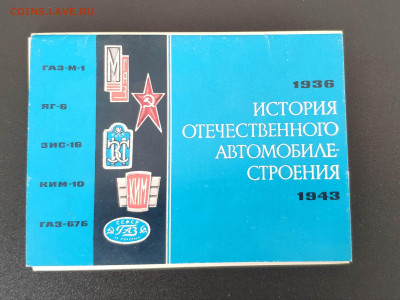 COINS.LAVE.RU
ГАЗ-М-1
ЯГ-6
ЗИС-16
КИМ-10
ГАЗ-67Б
М
КИМ
ГАЗ
1936
ИСТОРИЯ
ОТЕЧЕСТВЕННОГО
АВТОМОБИЛЕ-
СТРОЕНИЯ
1943